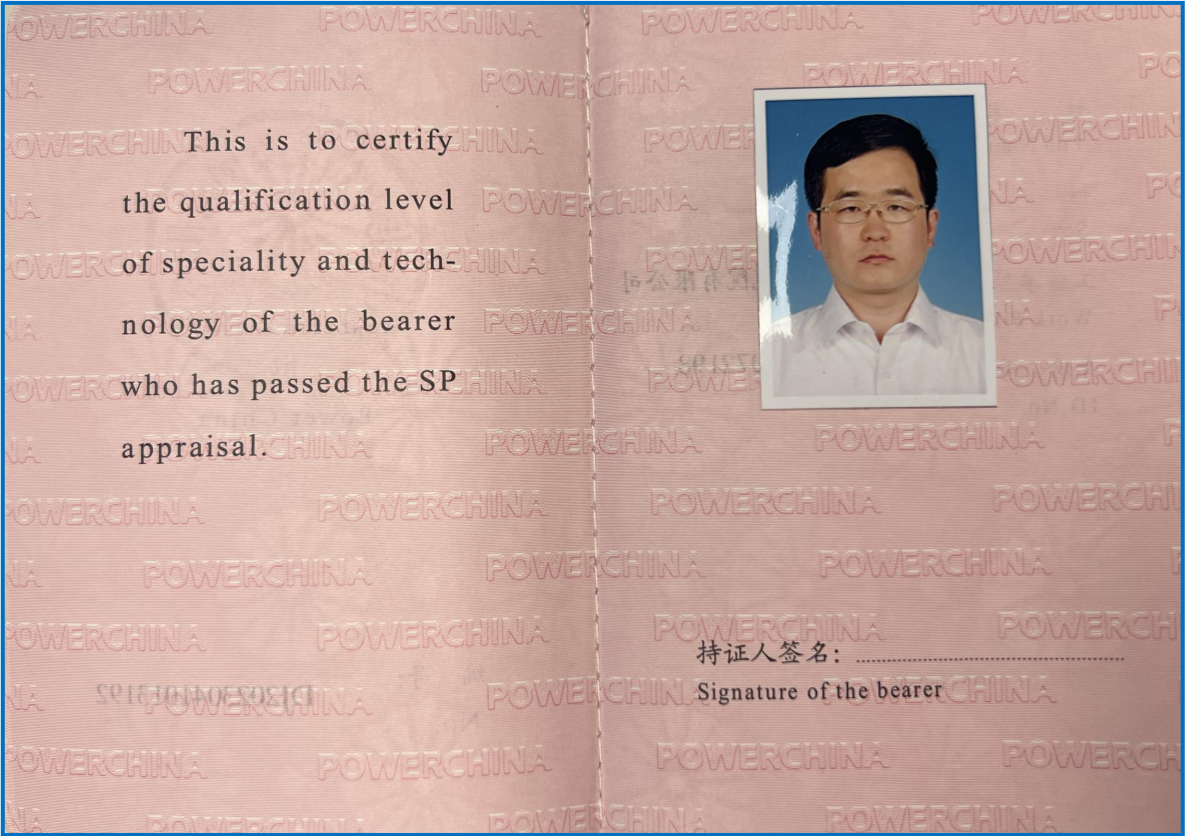 This is to certify
the qualification level
of speciality and tech-
nology of the bearer
who has passed the SP
appraisal.
持证人签名：
Signature of the bearer
POWERCHINA